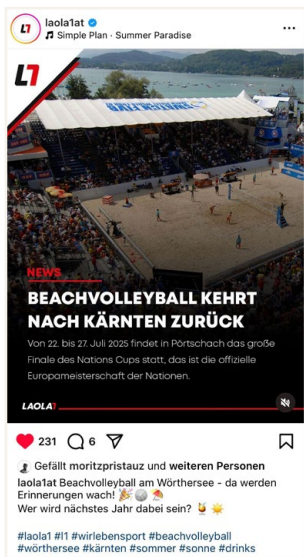 laola1at
Simple Plan · Summer Paradise
L1
NEWS
BEACHVOLLEYBALL KEHRT
NACH KÄRNTEN ZURÜCK
Von 22. bis 27. Juli 2025 findet in Pörtschach das große
Finale des Nations Cups statt, das ist die offizielle
Europameisterschaft der Nationen.
LAOLA1
231 6
Gefällt moritzpristauz und weiteren Personen
laola1at Beachvolleyball am Wörthersee - da werden
Erinnerungen wach! 🎉🏐⛱️
Wer wird nächstes Jahr dabei sein? 🍹☀️
#laola1 #l1 #wirlebensport #beachvolleyball
#wörthersee #kärnten #sommer #sonne #drinks